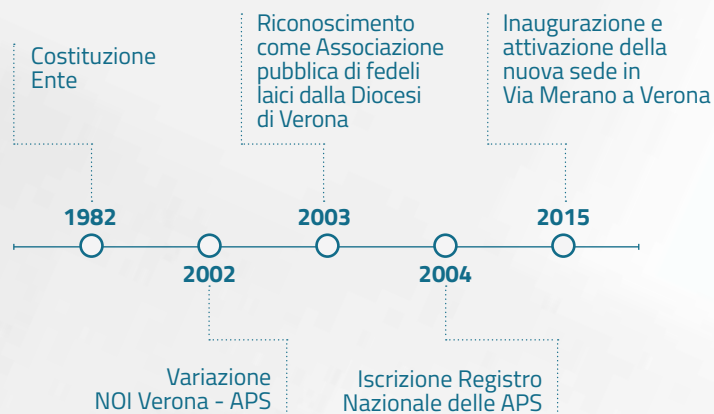 Costituzione
Ente
1982
Variazione
NOI Verona - APS
2002
Riconoscimento
come Associazione
pubblica di fedeli
laici dalla Diocesi
di Verona
2003
Iscrizione Registro
Nazionale delle APS
2004
Inaugurazione e
attivazione della
nuova sede in
Via Merano a Verona
2015